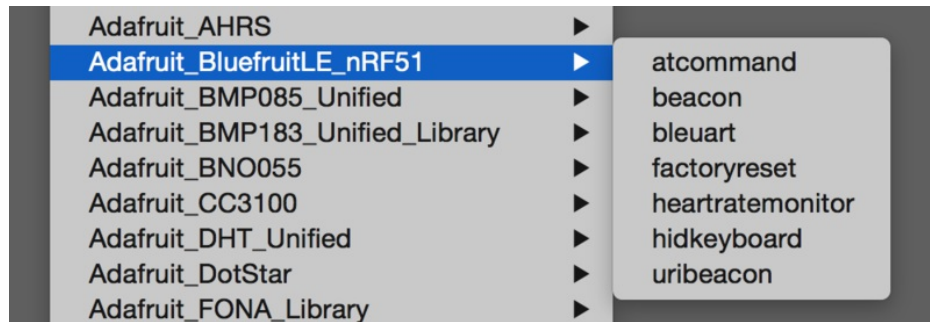 Adafruit_AHRS
Adafruit_BluefruitLE_nRF51
Adafruit_BMP085_Unified
Adafruit_BMP183_Unified_Library
Adafruit_BNO055
Adafruit_CC3100
Adafruit_DHT_Unified
Adafruit_DotStar
Adafruit_FONA_Library
atcommand
beacon
bleuart
factoryreset
heartratemonitor
hidkeyboard
uribeacon